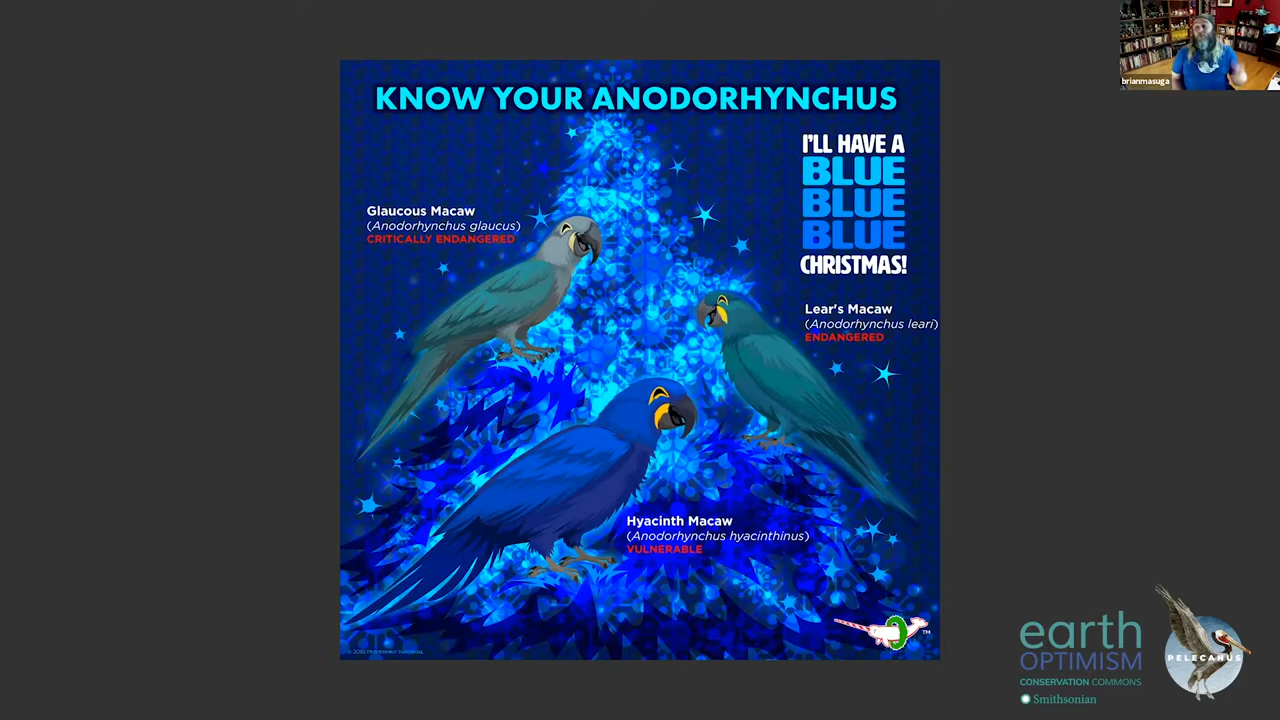 brianmasuga
KNOW YOUR ANODORHYNCHUS
I'LL HAVE A
BLUE
BLUE
BLUE
CHRISTMAS!
Glaucous Macaw
(Anodorhynchus glaucus)
CRITICALLY ENDANGERED
Lear's Macaw
(Anodorhynchus leari)
ENDANGERED
Hyacinth Macaw
(Anodorhynchus hyacinthinus)
VULNERABLE
TM
earth
OPTIMISM
CONSERVATION COMMONS
Smithsonian
PELECANUS